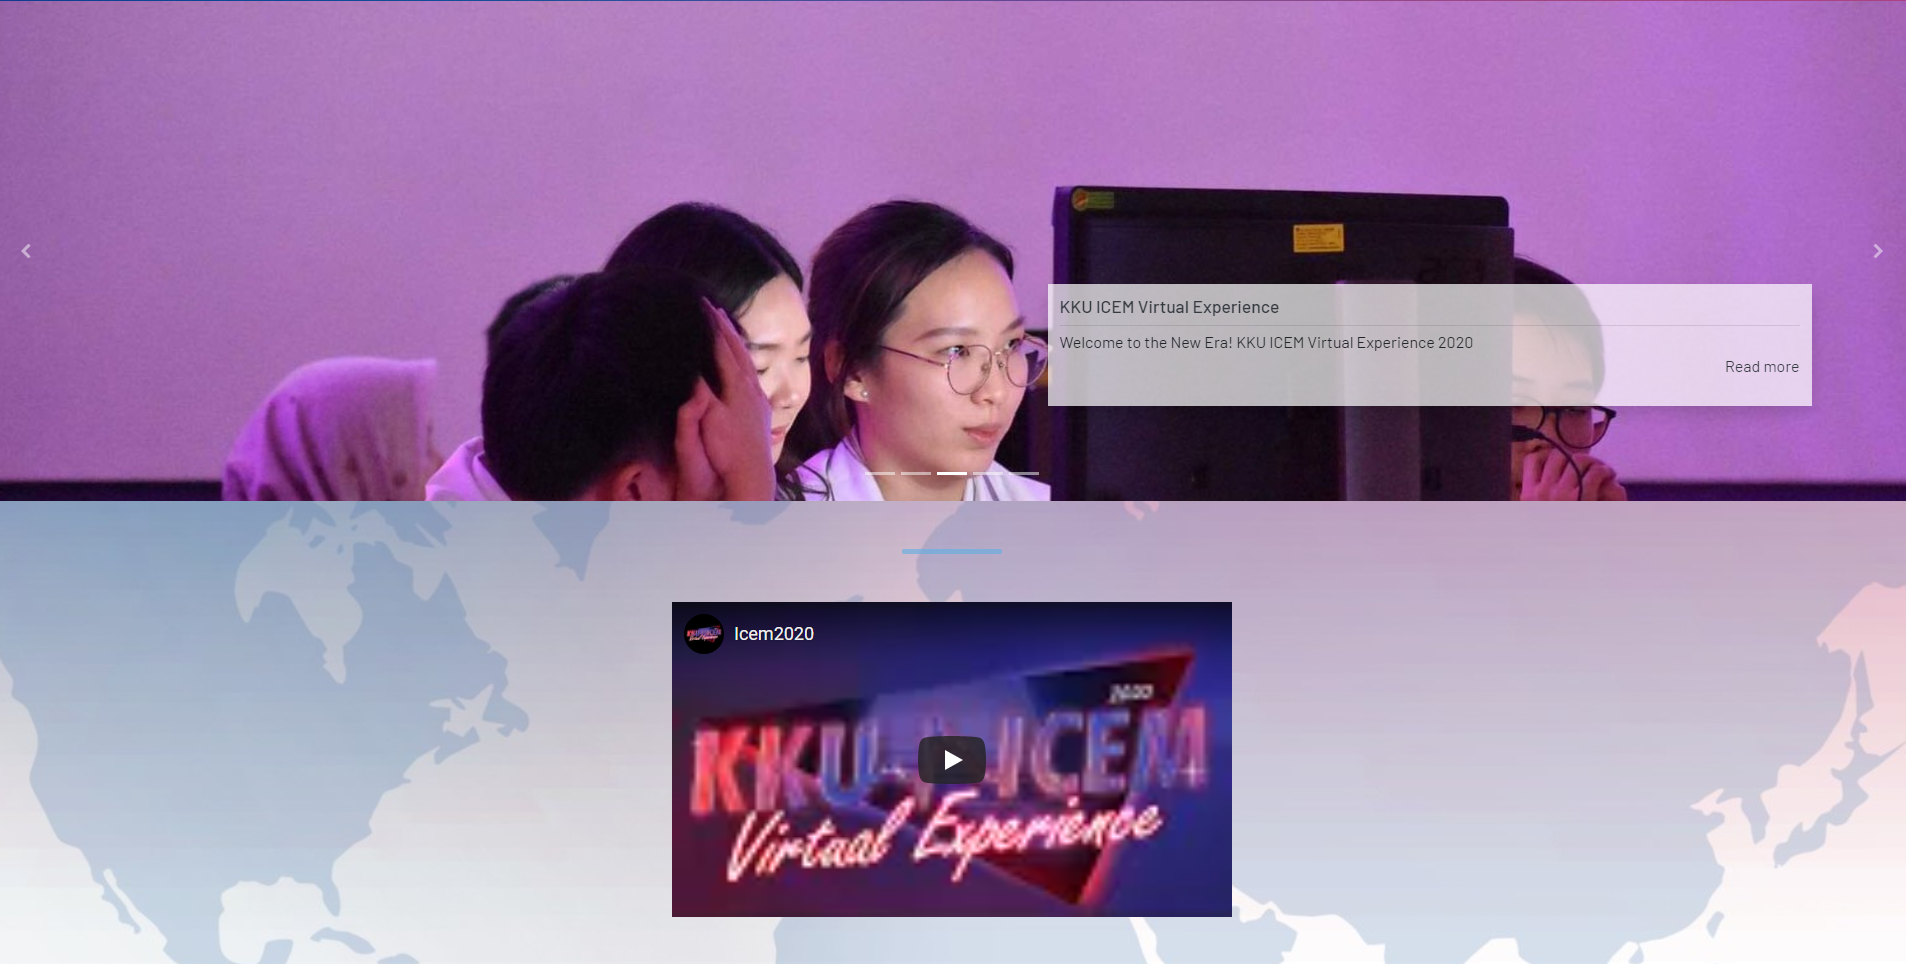 KKU ICEM Virtual Experience
Welcome to the New Era! KKU ICEM Virtual Experience 2020
Read more
Icem2020
2020
KKU ICEM
Virtual Experience